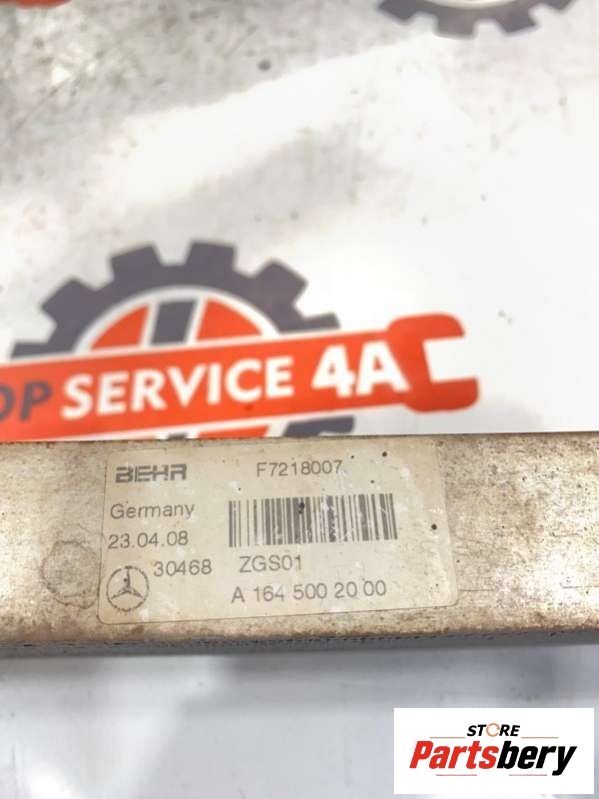 OP SERVICE 4A
BEHR F7218007
Germany
23.04.08
30468 ZGS01
A 164 500 20 00
STORE
Partsbery